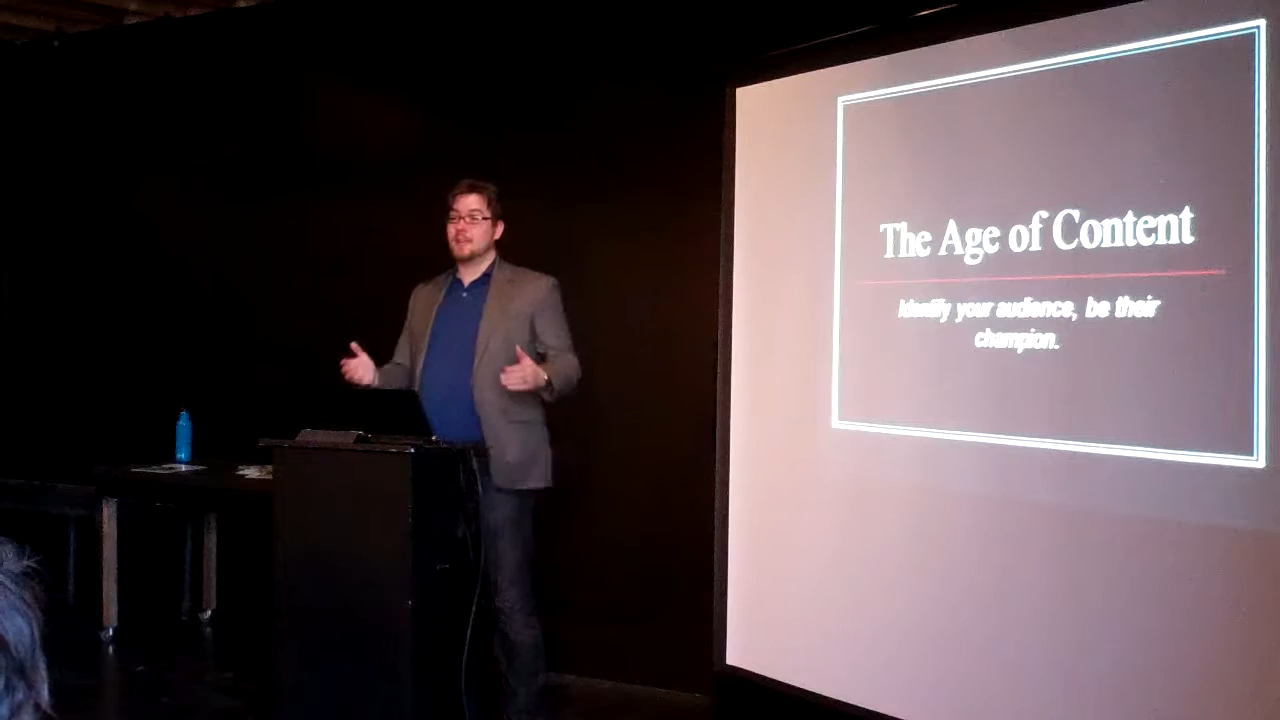 The Age of Content
Identify your audience, be their
champion.